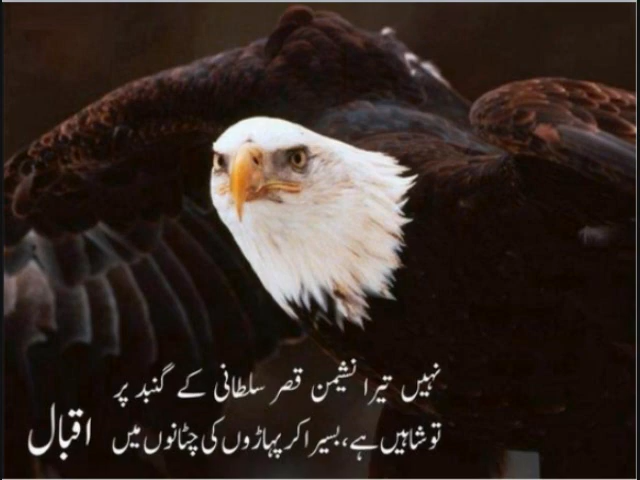 نہیں تیرا نشیمن قصر سلطانی کے گنبد پر
تو شاہیں ہے، بسیرا کر پہاڑوں کی چٹانوں میں
اقبال